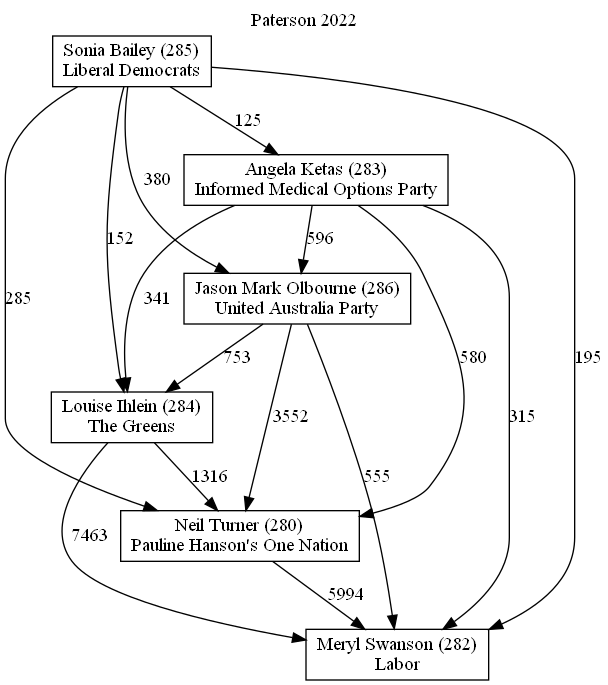 Paterson 2022
Sonia Bailey (285)
Liberal Democrats
125
Angela Ketas (283)
Informed Medical Options Party
380
152
596
Jason Mark Olbourne (286)
United Australia Party
285
341
753
580
195
Louise Ihlein (284)
The Greens
3552
315
1316
555
7463
Neil Turner (280)
Pauline Hanson's One Nation
5994
Meryl Swanson (282)
Labor